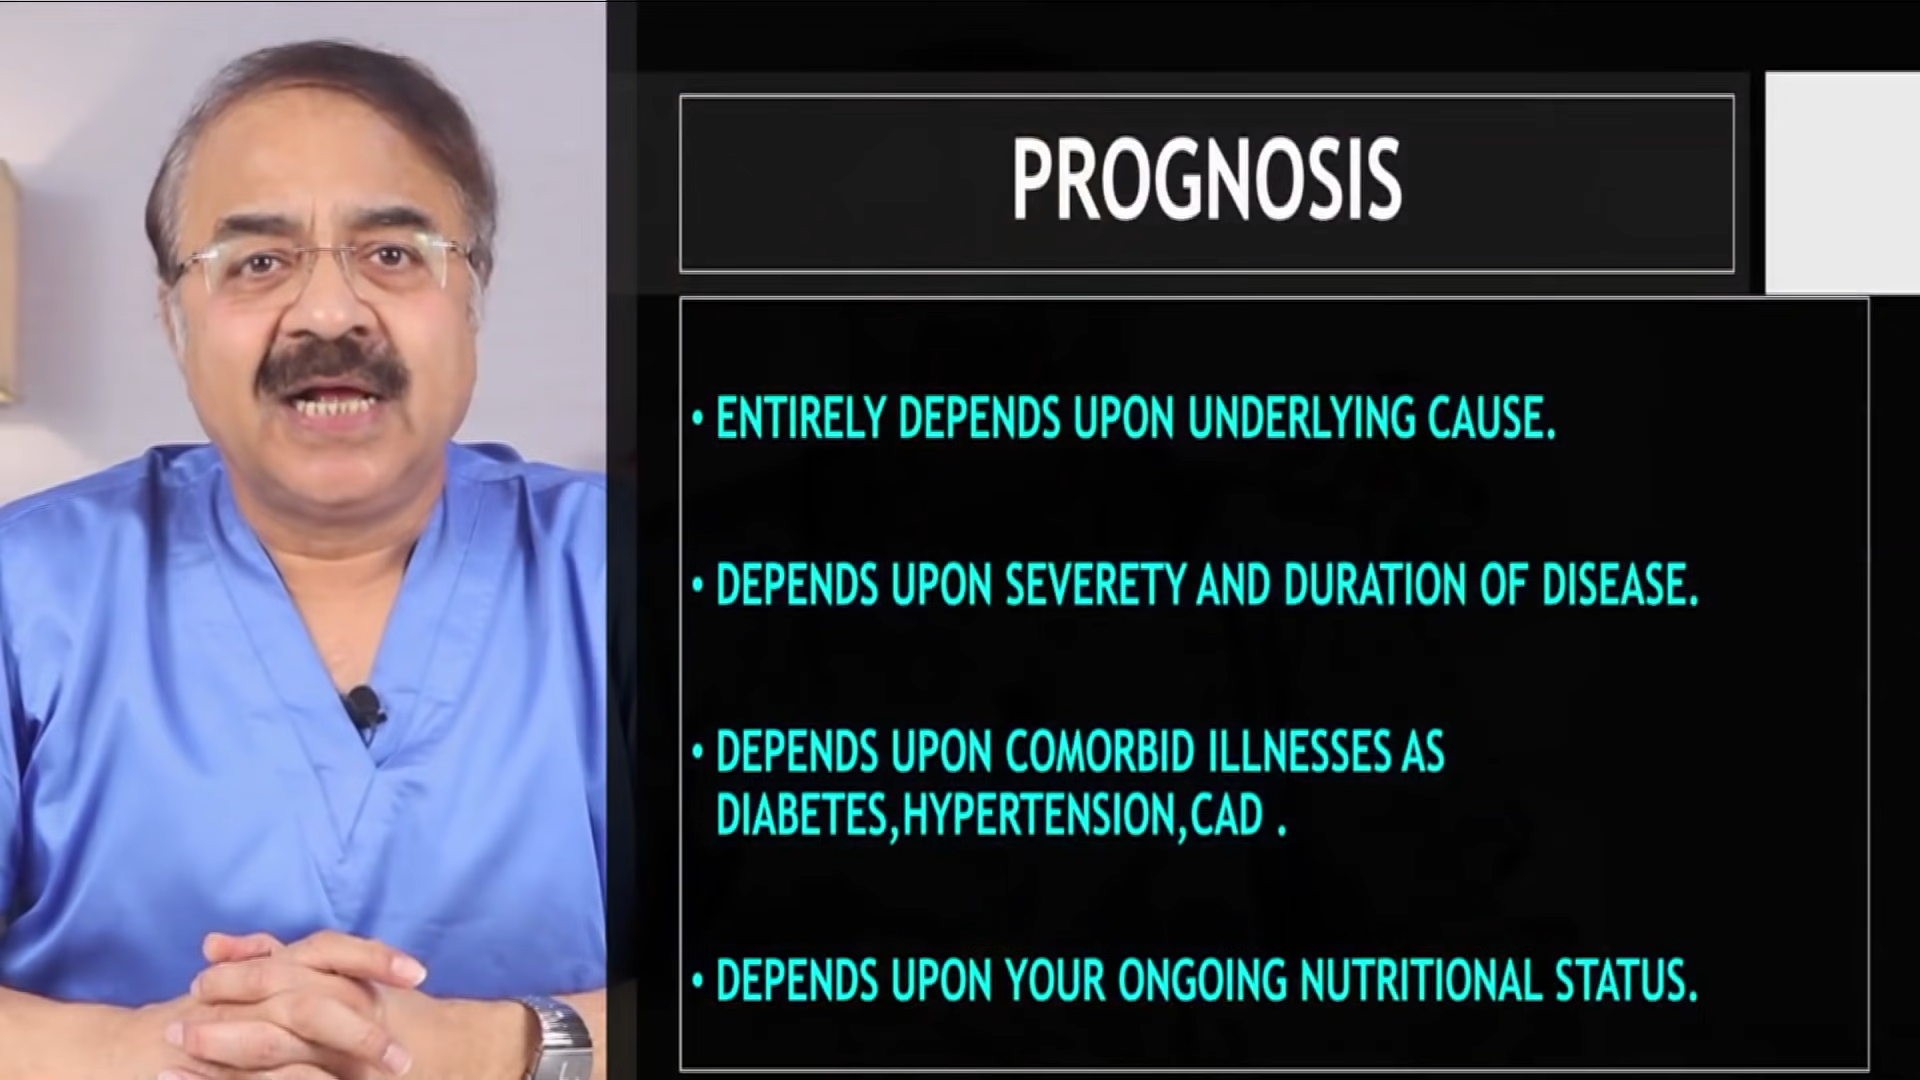 PROGNOSIS
• ENTIRELY DEPENDS UPON UNDERLYING CAUSE.
• DEPENDS UPON SEVERETY AND DURATION OF DISEASE.
• DEPENDS UPON COMORBID ILLNESSES AS
DIABETES,HYPERTENSION,CAD .
• DEPENDS UPON YOUR ONGOING NUTRITIONAL STATUS.